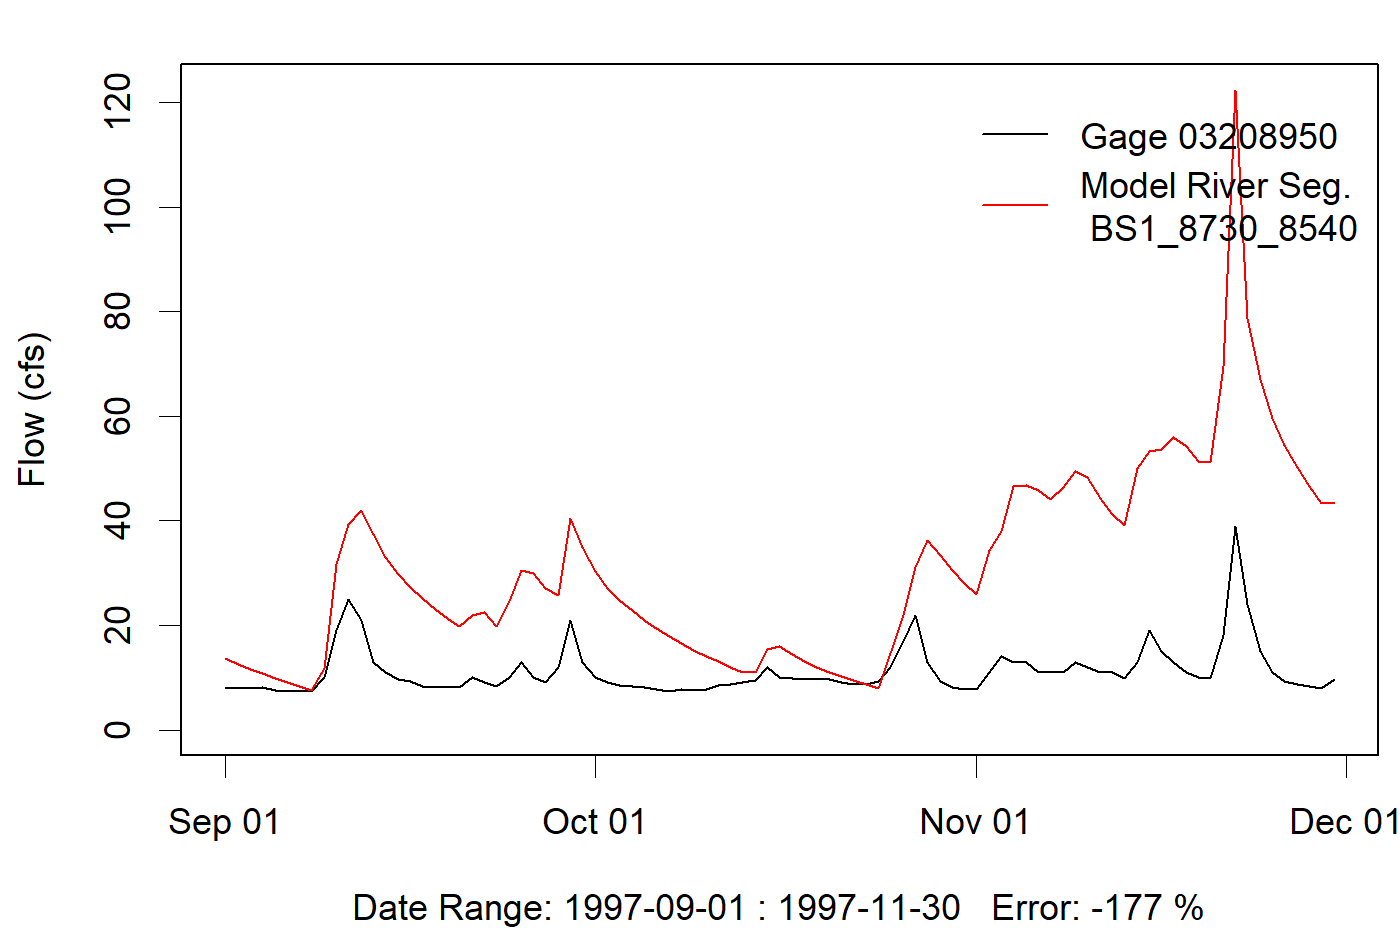 120
100
80
60
40
20
0
Flow (cfs)
Gage 03208950
Model River Seg.
BS1_8730_8540
Sep 01
Oct 01
Nov 01
Dec 01
Date Range: 1997-09-01 : 1997-11-30 Error: -177 %